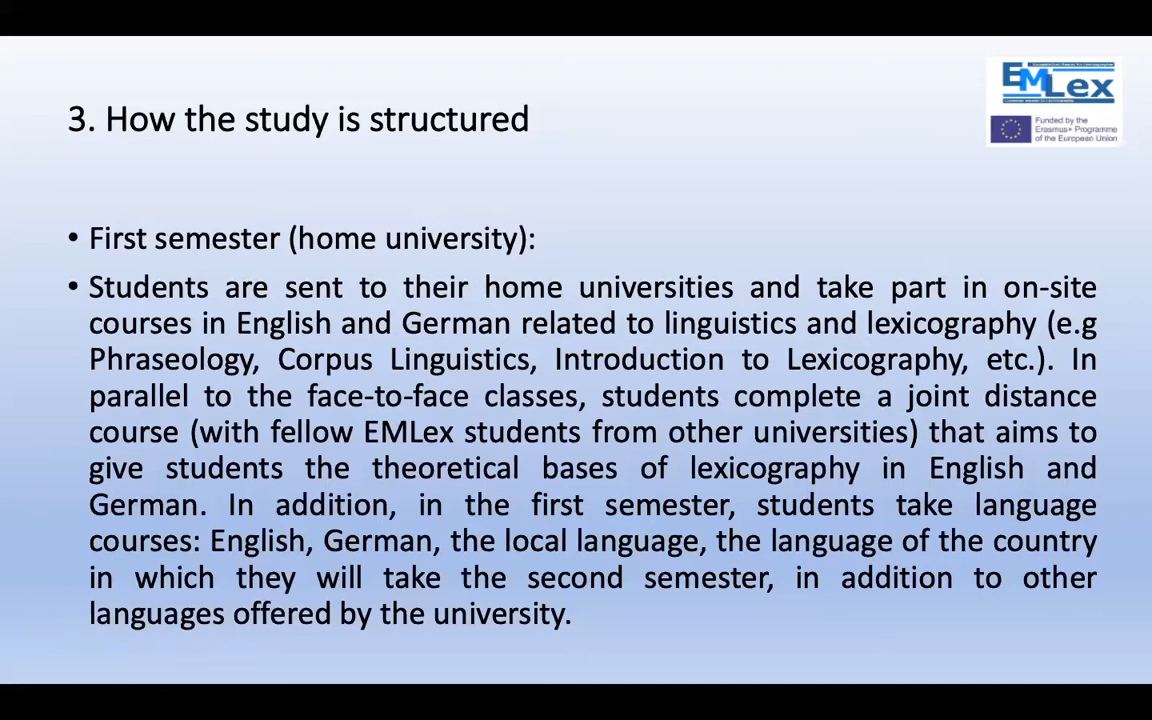 EMLex
Funded by the
Erasmus+ Programme
of the European Union
3. How the study is structured
• First semester (home university):
• Students are sent to their home universities and take part in on-site
courses in English and German related to linguistics and lexicography (e.g
Phraseology, Corpus Linguistics, Introduction to Lexicography, etc.). In
parallel to the face-to-face classes, students complete a joint distance
course (with fellow EMLex students from other universities) that aims to
give students the theoretical bases of lexicography in English and
German. In addition, in the first semester, students take language
courses: English, German, the local language, the language of the country
in which they will take the second semester, in addition to other
languages offered by the university.